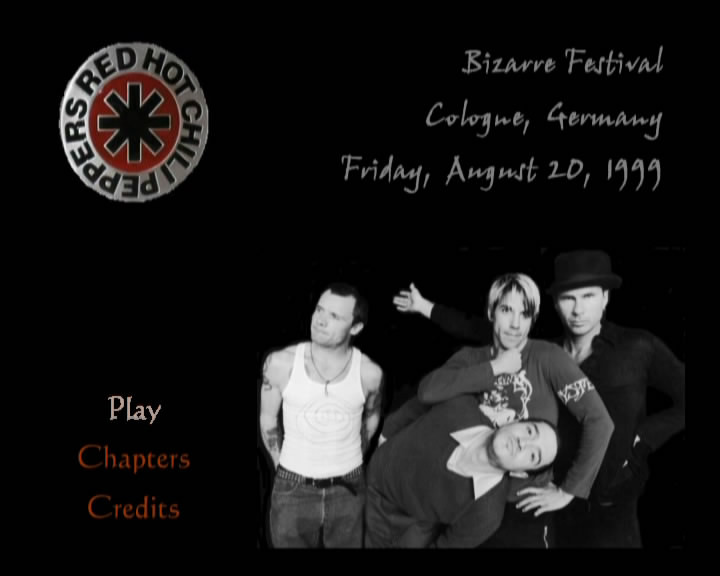 RED HOT CHILI PEPPERS
Bizarre Festival
Cologne, Germany
Friday, August 20, 1999
Play
Chapters
Credits